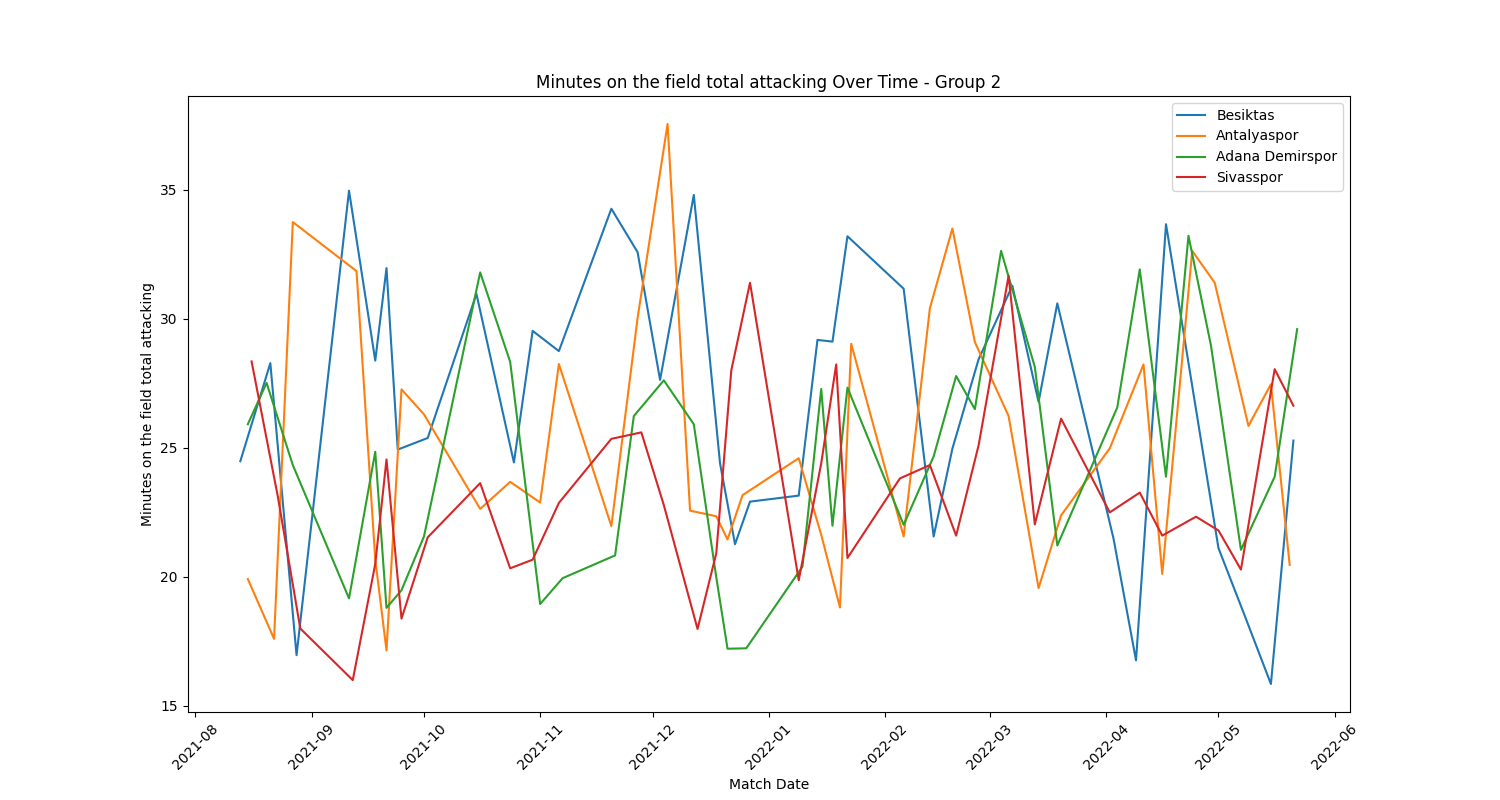 Minutes on the field total attacking Over Time - Group 2
Besiktas
Antalyaspor
Adana Demirspor
Sivasspor
Minutes on the field total attacking
35
30
25
20
15
2021-08
2021-09
2021-10
2021-11
2021-12
2022-01
2022-02
2022-03
2022-04
2022-05
2022-06
Match Date